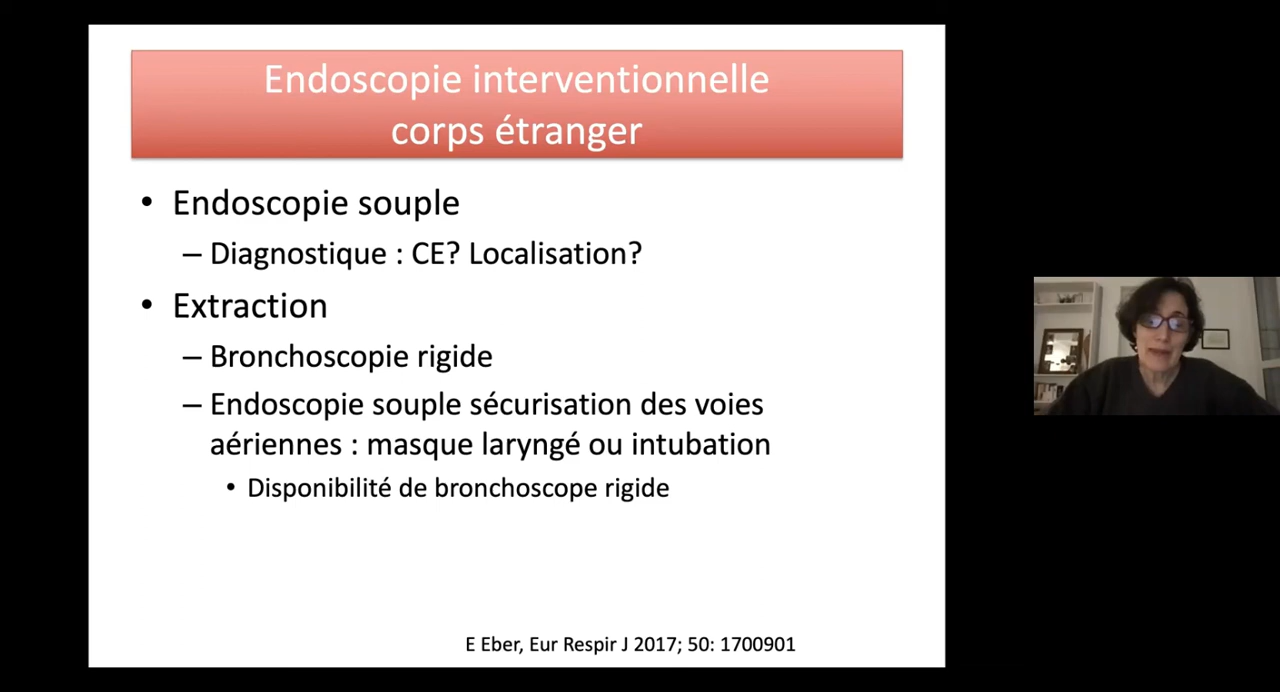 Endoscopie interventionnelle
corps étranger
• Endoscopie souple
– Diagnostique : CE? Localisation?
• Extraction
– Bronchoscopie rigide
– Endoscopie souple sécurisation des voies
aériennes : masque laryngé ou intubation
• Disponibilité de bronchoscope rigide
E Eber, Eur Respir J 2017; 50: 1700901